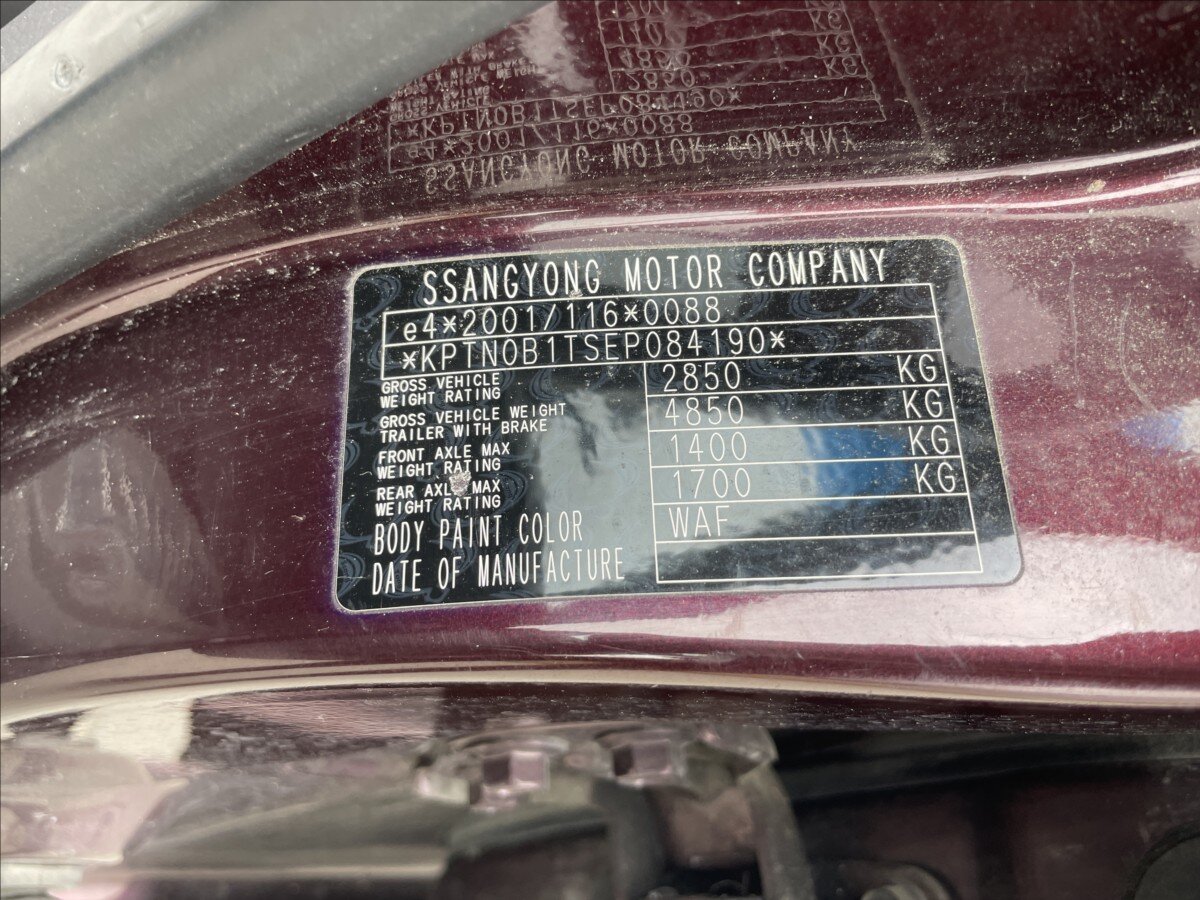 SSANGYONG MOTOR COMPANY
e4*2001/116*0088
*KPTN0B1TSEP084190*
GROSS VEHICLE
WEIGHT RATING
2850 KG
GROSS VEHICLE WEIGHT
TRAILER WITH BRAKE
4850 KG
FRONT AXLE MAX
WEIGHT RATING
1400 KG
REAR AXLE MAX
WEIGHT RATING
1700 KG
BODY PAINT COLOR WAF
DATE OF MANUFACTURE